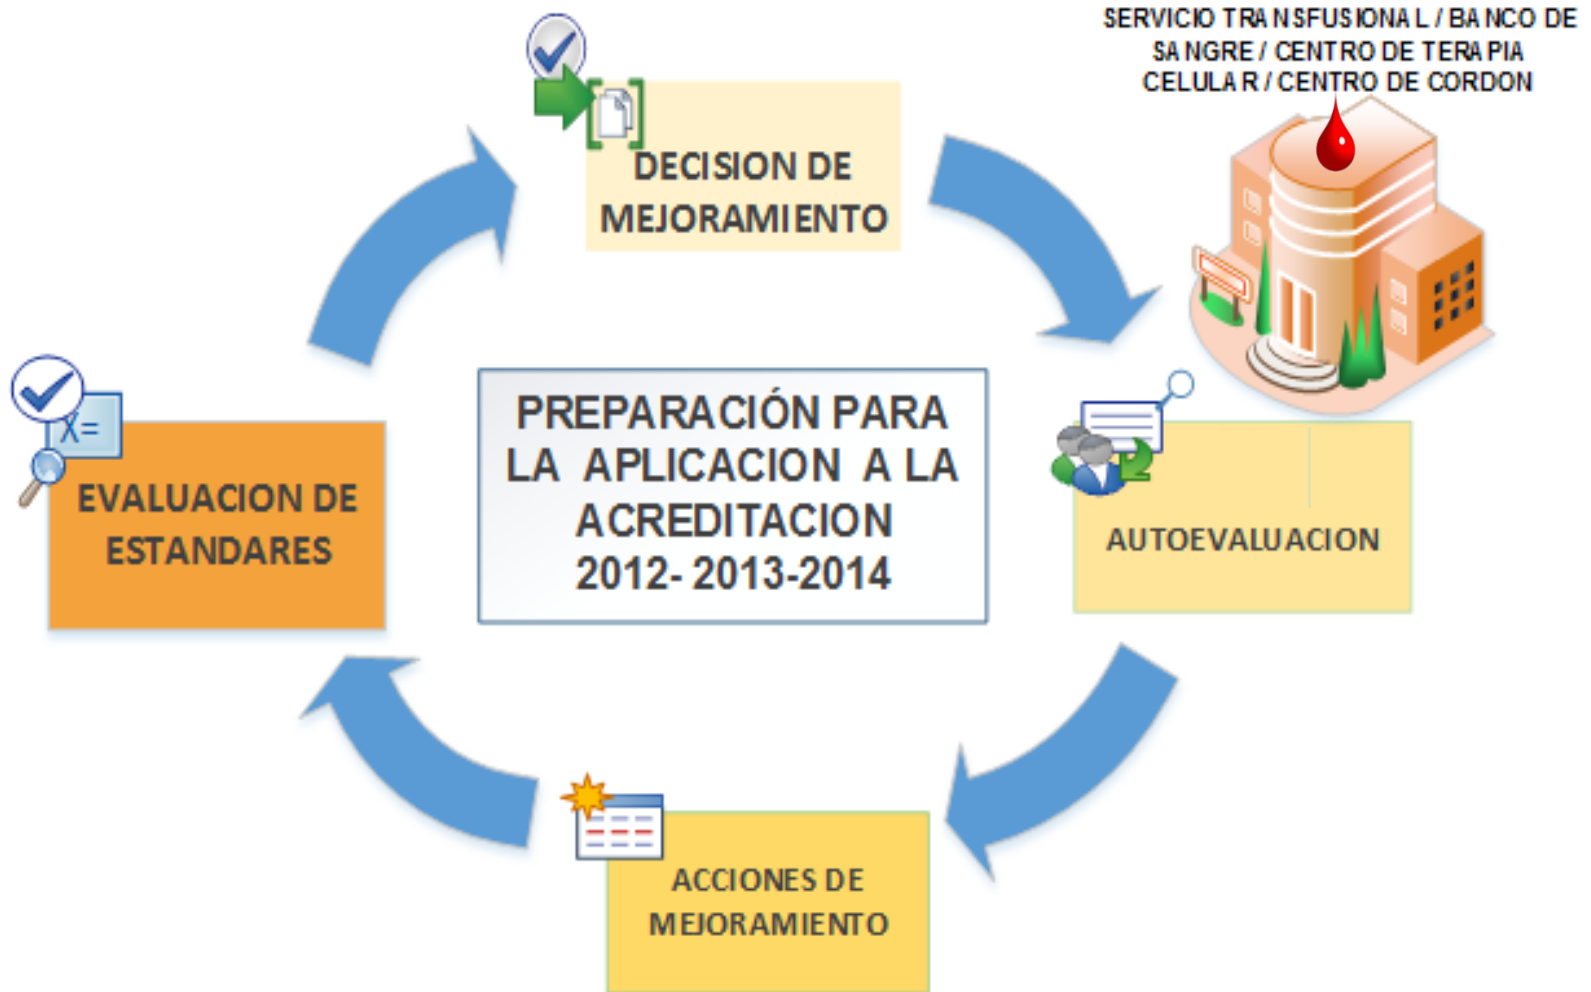 SERVICIO TRANSFUSIONAL / BANCO DE
SANGRE / CENTRO DE TERAPIA
CELULAR / CENTRO DE CORDON
DECISION DE
MEJORAMIENTO
PREPARACIÓN PARA
LA APLICACION A LA
ACREDITACION
2012- 2013-2014
X=
EVALUACION DE
ESTANDARES
AUTOEVALUACION
ACCIONES DE
MEJORAMIENTO